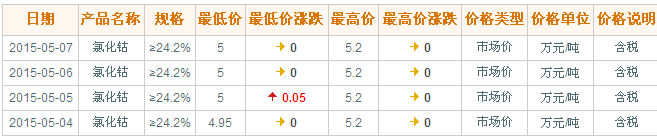 日期 产品名称 规格 最低价 最低价涨跌 最高价 最高价涨跌 价格类型 价格单位 价格说明
2015-05-07 氯化钴 ≥24.2% 5 → 0 5.2 → 0 市场价 万元/吨 含税
2015-05-06 氯化钴 ≥24.2% 5 → 0 5.2 → 0 市场价 万元/吨 含税
2015-05-05 氯化钴 ≥24.2% 5 ↑ 0.05 5.2 → 0 市场价 万元/吨 含税
2015-05-04 氯化钴 ≥24.2% 4.95 → 0 5.2 → 0 市场价 万元/吨 含税